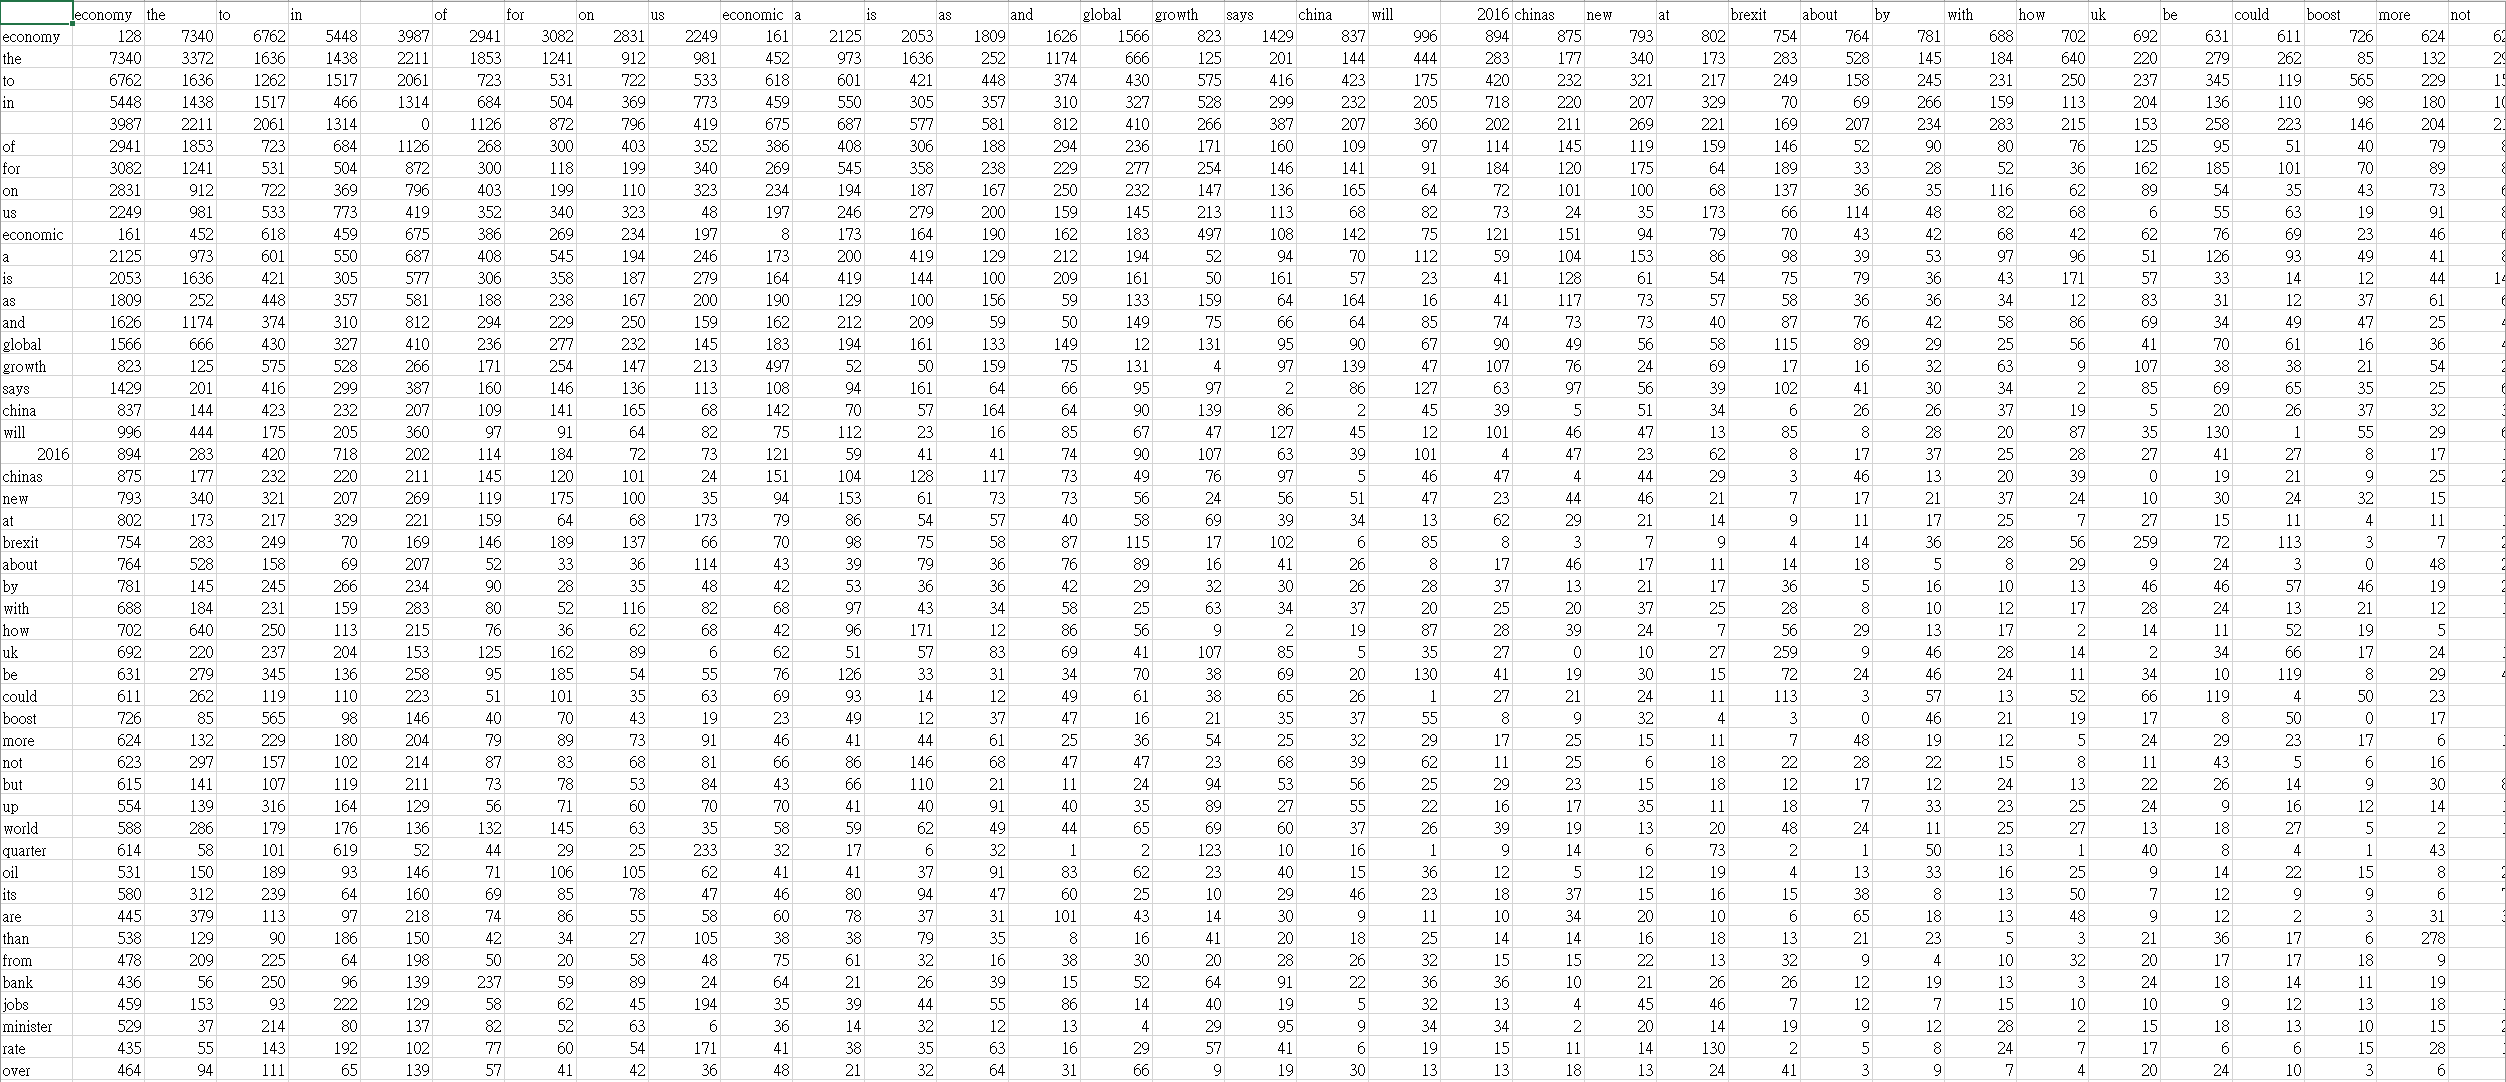 economy the to in of for on us economic a is as and global growth says china will 2016 chinas new at brexit about by with how uk be could boost more not
economy 128 7340 6762 5448 3987 2941 3082 2831 2249 161 2125 2053 1809 1626 1566 823 1429 837 996 894 875 793 802 754 764 781 688 702 692 631 611 726 624
the 7340 3372 1636 1438 2211 1853 1241 912 981 452 973 1636 252 1174 666 125 201 144 444 283 177 340 173 283 528 145 184 640 220 279 262 85 132
to 6762 1636 1262 1517 2061 723 531 722 533 618 601 421 448 374 430 575 416 423 175 420 232 321 217 249 158 245 231 250 237 345 119 565 229
in 5448 1438 1517 466 1314 684 504 369 773 459 550 305 357 310 327 528 299 232 205 718 220 207 329 70 69 266 159 113 204 136 110 98 180
3987 2211 2061 1314 0 1126 872 796 419 675 687 577 581 812 410 266 387 207 360 202 211 269 221 169 207 234 283 215 153 258 223 146 204
of 2941 1853 723 684 1126 268 300 403 352 386 408 306 188 294 236 171 160 109 97 114 145 119 159 146 52 90 80 76 125 95 51 40 79
for 3082 1241 531 504 872 300 118 199 340 269 545 358 238 229 277 254 146 141 91 184 120 175 64 189 33 28 52 36 162 185 101 70 89
on 2831 912 722 369 796 403 199 110 323 234 194 187 167 250 232 147 136 165 64 72 101 100 68 137 36 35 116 62 89 54 35 43 73
us 2249 981 533 773 419 352 340 323 48 197 246 279 200 159 145 213 113 68 82 73 24 35 173 66 114 48 82 68 6 55 63 19 91
economic 161 452 618 459 675 386 269 234 197 8 173 164 190 162 183 497 108 142 75 121 151 94 79 70 43 42 68 42 62 76 69 23 46
a 2125 973 601 550 687 408 545 194 246 173 200 419 129 212 194 52 94 70 112 59 104 153 86 98 39 53 97 96 51 126 93 49 41
is 2053 1636 421 305 577 306 358 187 279 164 419 144 100 209 161 50 161 57 23 41 128 61 54 75 79 36 43 171 57 33 14 12 44
as 1809 252 448 357 581 188 238 167 200 190 129 100 156 59 133 159 64 164 16 41 117 73 57 58 36 36 34 12 83 31 12 37 61
and 1626 1174 374 310 812 294 229 250 159 162 212 209 59 50 149 75 66 64 85 74 73 73 40 87 76 42 58 86 69 34 49 47 25
global 1566 666 430 327 410 236 277 232 145 183 194 161 133 149 12 131 95 90 67 90 49 56 58 115 89 29 25 56 41 70 61 16 36
growth 823 125 575 528 266 171 254 147 213 497 52 50 159 75 131 4 97 139 47 107 76 24 69 17 16 32 63 9 107 38 38 21 54
says 1429 201 416 299 387 160 146 136 113 108 94 161 64 66 95 97 2 86 127 63 97 56 39 102 41 30 34 2 85 69 65 35 25
china 837 144 423 232 207 109 141 165 68 142 70 57 164 64 90 139 86 2 45 39 5 51 34 6 26 26 37 19 5 20 26 37 32
will 996 444 175 205 360 97 91 64 82 75 112 23 16 85 67 47 127 45 12 101 46 47 13 85 8 28 20 87 35 130 1 55 29
2016 894 283 420 718 202 114 184 72 73 121 59 41 41 74 90 107 63 39 101 4 47 23 62 8 17 37 25 28 27 41 27 8 17
chinas 875 177 232 220 211 145 120 101 24 151 104 128 117 73 49 76 97 5 46 47 4 44 29 3 46 13 20 39 0 19 21 9 25
new 793 340 321 207 269 119 175 100 35 94 153 61 73 73 56 24 56 51 47 23 44 46 21 7 17 21 37 24 10 30 24 32 15
at 802 173 217 329 221 159 64 68 173 79 86 54 57 40 58 69 39 34 13 62 29 21 14 9 11 17 25 7 27 15 11 4 11
brexit 754 283 249 70 169 146 189 137 66 70 98 75 58 87 115 17 102 6 85 8 3 7 9 4 14 36 28 56 259 72 113 3 7
about 764 528 158 69 207 52 33 36 114 43 39 79 36 76 89 16 41 26 8 17 46 17 11 14 18 5 8 29 9 24 3 0 48
by 781 145 245 266 234 90 28 35 48 42 53 36 36 42 29 32 30 26 28 37 13 21 17 36 5 16 10 13 46 46 57 46 19
with 688 184 231 159 283 80 52 116 82 68 97 43 34 58 25 63 34 37 20 25 20 37 25 28 8 10 12 17 28 24 13 21 12
how 702 640 250 113 215 76 36 62 68 42 96 171 12 86 56 9 2 19 87 28 39 24 7 56 29 13 17 2 14 11 52 19 5
uk 692 220 237 204 153 125 162 89 6 62 51 57 83 69 41 107 85 5 35 27 0 10 27 259 9 46 28 14 2 34 66 17 24
be 631 279 345 136 258 95 185 54 55 76 126 33 31 34 70 38 69 20 130 41 19 30 15 72 24 46 24 11 34 10 119 8 29
could 611 262 119 110 223 51 101 35 63 69 93 14 12 49 61 38 65 26 1 27 21 24 11 113 3 57 13 52 66 119 4 50 23
boost 726 85 565 98 146 40 70 43 19 23 49 12 37 47 16 21 35 37 55 8 9 32 4 3 0 46 21 19 17 8 50 0 17
more 624 132 229 180 204 79 89 73 91 46 41 44 61 25 36 54 25 32 29 17 25 15 11 7 48 19 12 5 24 29 23 17 6
not 623 297 157 102 214 87 83 68 81 66 86 146 68 47 47 23 68 39 62 11 25 6 18 22 28 22 15 8 11 43 5 6 16
but 615 141 107 119 211 73 78 53 84 43 66 110 21 11 24 94 53 56 25 29 23 15 18 12 17 12 24 13 22 26 14 9 30
up 554 139 316 164 129 56 71 60 70 70 41 40 91 40 35 89 27 55 22 16 17 35 11 18 7 33 23 25 24 9 16 12 14
world 588 286 179 176 136 132 145 63 35 58 59 62 49 44 65 69 60 37 26 39 19 13 20 48 24 11 25 27 13 18 27 5 2
quarter 614 58 101 619 52 44 29 25 233 32 17 6 32 1 2 123 10 16 1 9 14 6 73 2 1 50 13 1 40 8 4 1 43
oil 531 150 189 93 146 71 106 105 62 41 41 37 91 83 62 23 40 15 36 12 5 12 19 4 13 33 16 25 9 14 22 15 8
its 580 312 239 64 160 69 85 78 47 46 80 94 47 60 25 10 29 46 23 18 37 15 16 15 38 8 13 50 7 12 9 9 6
are 445 379 113 97 218 74 86 55 58 60 78 37 31 101 43 14 30 9 11 10 34 20 10 6 65 18 13 48 9 12 2 3 31
than 538 129 90 186 150 42 34 27 105 38 38 79 35 8 16 41 20 18 25 14 14 16 18 13 21 23 5 3 21 36 17 6 278
from 478 209 225 64 198 50 20 58 48 75 61 32 16 38 30 20 28 26 32 15 15 22 13 32 9 4 10 32 20 17 17 18 9
bank 436 56 250 96 139 237 59 89 24 64 21 26 39 15 52 64 91 22 36 36 10 21 26 26 12 19 13 3 24 18 14 11 19
jobs 459 153 93 222 129 58 62 45 194 35 39 44 55 86 14 40 19 5 32 13 4 45 46 7 12 7 15 10 10 9 12 13 18
minister 529 37 214 80 137 82 52 63 6 36 14 32 12 13 4 29 95 9 34 34 2 20 14 19 9 12 28 2 15 18 13 10 15
rate 435 55 143 192 102 77 60 54 171 41 38 35 63 16 29 57 41 6 19 15 11 14 130 2 5 8 24 7 17 6 6 15 28
over 464 94 111 65 139 57 41 42 36 48 21 32 64 31 66 9 19 30 13 13 18 13 24 41 3 9 7 4 20 24 10 3 6